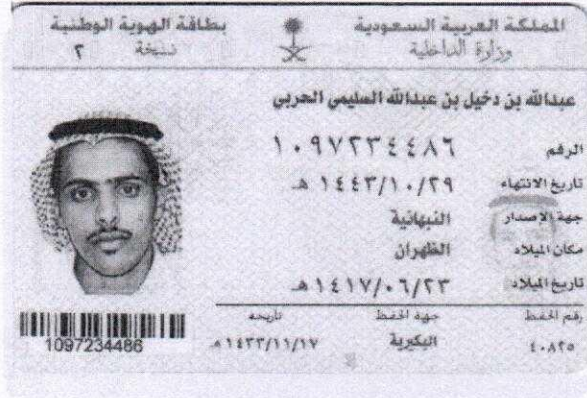 المملكة العربية السعودية
وزارة الداخلية
بطاقة الهوية الوطنية
نسخة ٢
عبدالله بن دخيل بن عبدالله السليمي الحربي
الرقم ١٠٩٧٢٣٤٤٨٦
تاريخ الانتهاء ١٤٤٣/١٠/٢٩ هـ
جهة الاصدار النبهانية
مكان الميلاد الظهران
تاريخ الميلاد ١٤١٧/٠٦/٢٣ هـ
رقم الحفظ جهة الحفظ تاريخه
٤٠٨٢٥ البكيرية ١٤٣٣/١١/١٧ هـ
1097234486